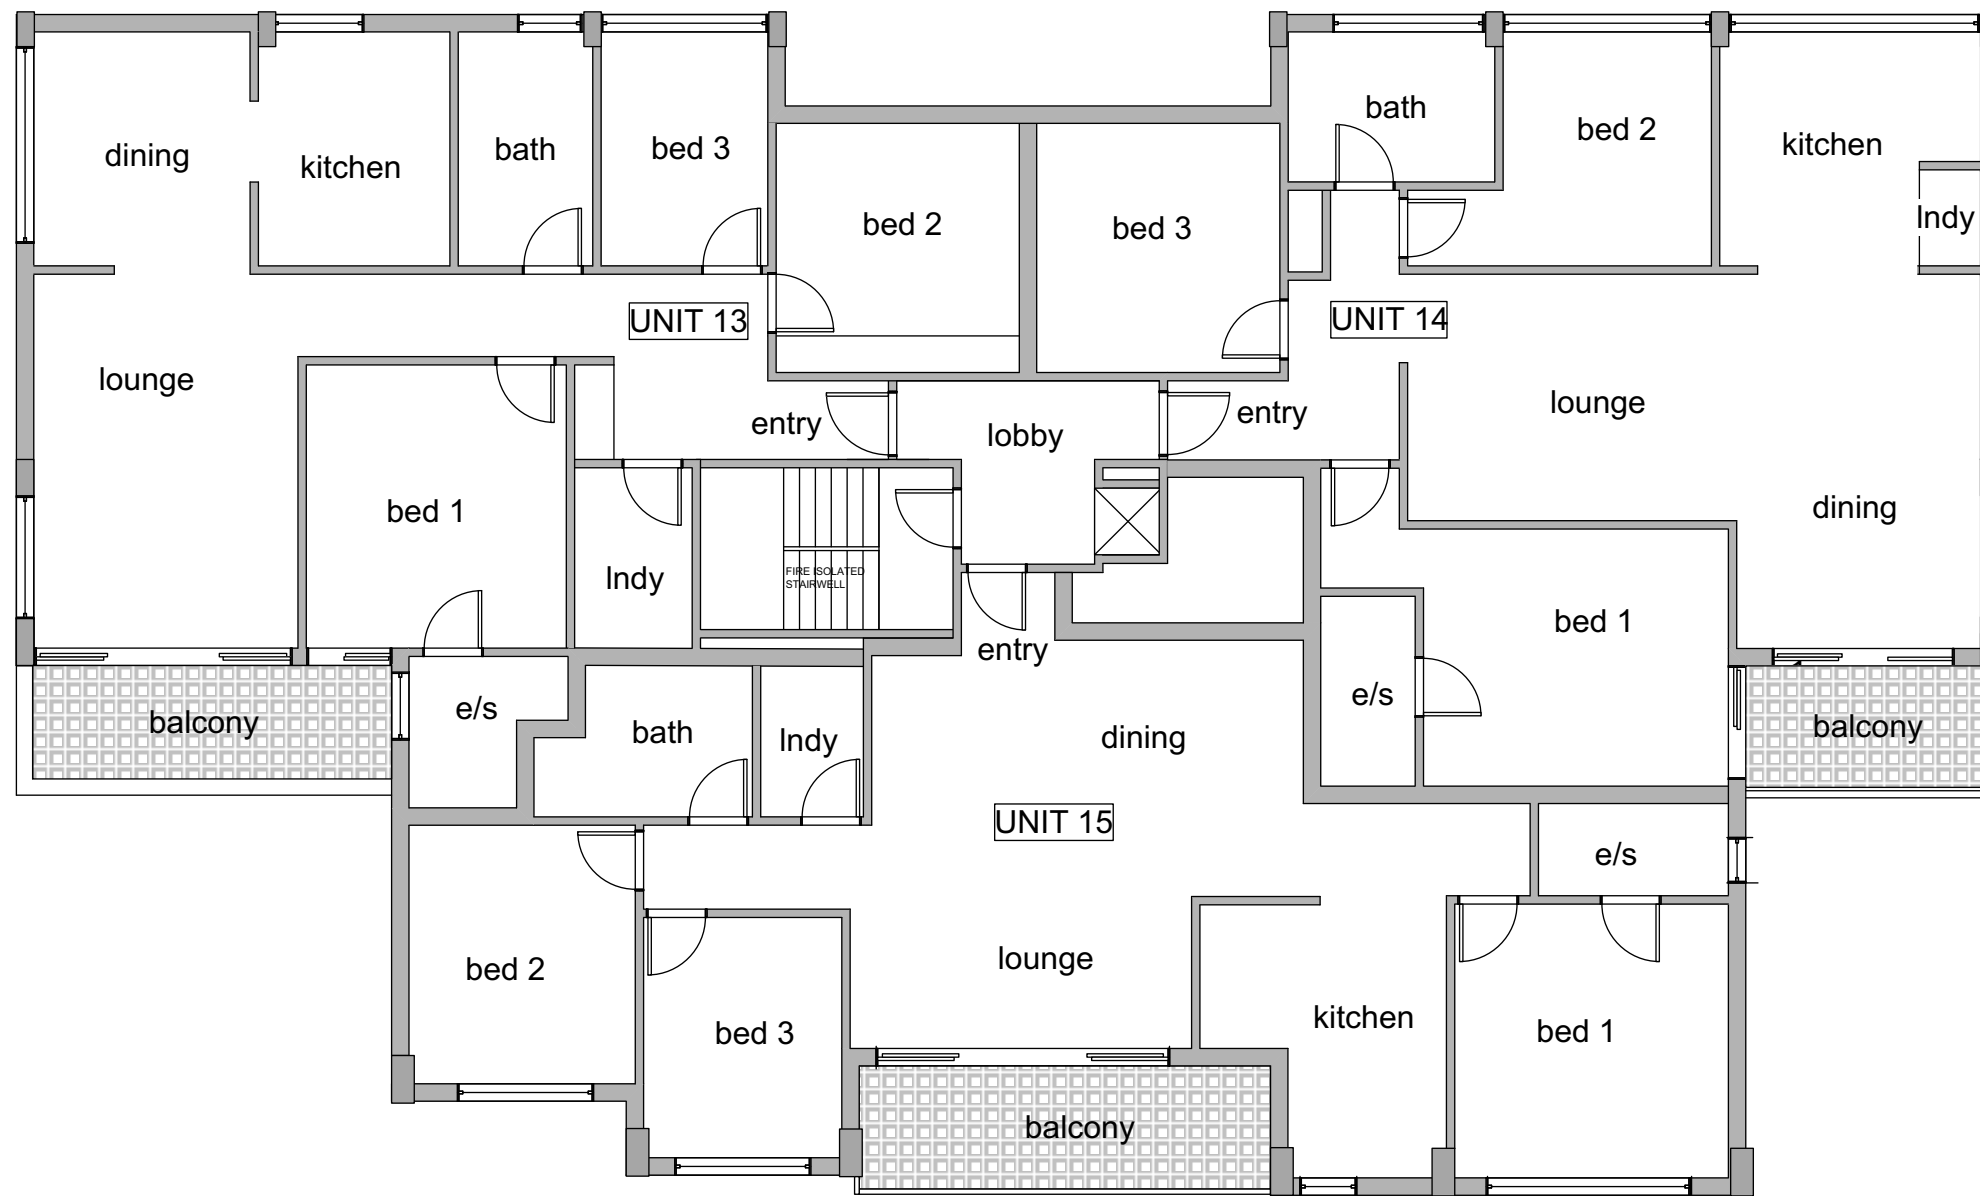 bath
bed 2
kitchen
dining
kitchen
bath
bed 3
bed 2
bed 3
lndy
UNIT 13
UNIT 14
lounge
entry
lobby
entry
lounge
bed 1
dining
lndy
FIRE ISOLATED
STAIRWELL
entry
bed 1
balcony
e/s
bath
lndy
dining
e/s
balcony
UNIT 15
e/s
bed 2
lounge
bed 3
kitchen
bed 1
balcony